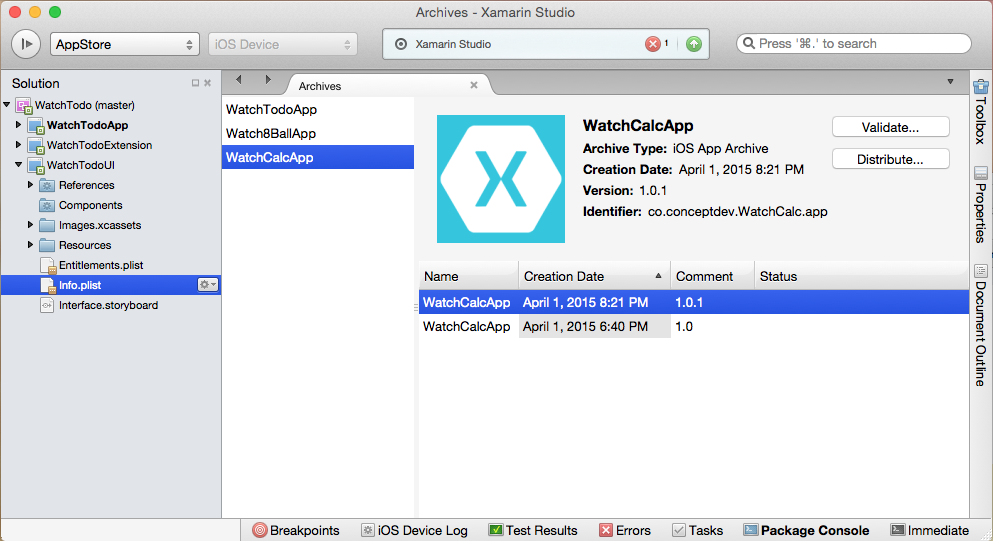 Archives - Xamarin Studio
AppStore
iOS Device
Xamarin Studio
1
Press '⌘.' to search
Solution
WatchTodo (master)
WatchTodoApp
WatchTodoExtension
WatchTodoUI
References
Components
Images.xcassets
Resources
Entitlements.plist
Info.plist
Interface.storyboard
Archives
WatchTodoApp
Watch8BallApp
WatchCalcApp
WatchCalcApp
Archive Type: iOS App Archive
Creation Date: April 1, 2015 8:21 PM
Version: 1.0.1
Identifier: co.conceptdev.WatchCalc.app
Validate...
Distribute...
Name Creation Date Comment Status
WatchCalcApp April 1, 2015 8:21 PM 1.0.1
WatchCalcApp April 1, 2015 6:40 PM 1.0
Toolbox
Properties
Document Outline
Breakpoints iOS Device Log Test Results Errors Tasks Package Console Immediate